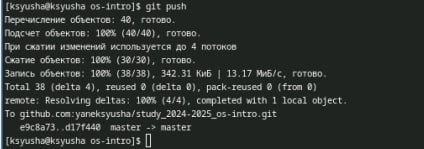 [ksyusha@ksyusha os-intro]$ git push
Перечисление объектов: 40, готово.
Подсчет объектов: 100% (40/40), готово.
При сжатии изменений используется до 4 потоков
Сжатие объектов: 100% (30/30), готово.
Запись объектов: 100% (38/38), 342.31 КиБ | 13.17 МиБ/с, готово.
Total 38 (delta 4), reused 0 (delta 0), pack-reused 0 (from 0)
remote: Resolving deltas: 100% (4/4), completed with 1 local object.
To github.com:yaneksyusha/study_2024-2025_os-intro.git
e9c8a73..d17f440  master -> master
[ksyusha@ksyusha os-intro]$